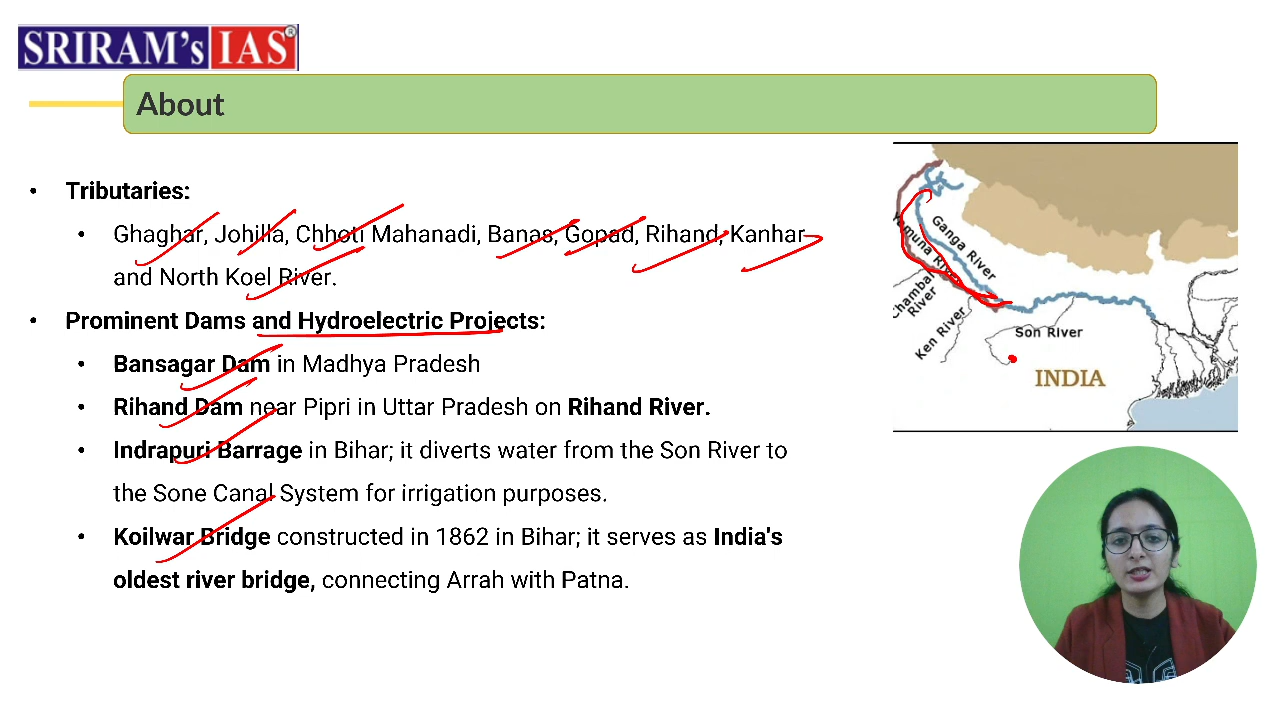 SRIRAM's IAS®
About
• Tributaries:
• Ghaghar, Johilla, Chhoti Mahanadi, Banas, Gopad, Rihand, Kanhar
and North Koel River.
• Prominent Dams and Hydroelectric Projects:
• Bansagar Dam in Madhya Pradesh
• Rihand Dam near Pipri in Uttar Pradesh on Rihand River.
• Indrapuri Barrage in Bihar; it diverts water from the Son River to
the Sone Canal System for irrigation purposes.
• Koilwar Bridge constructed in 1862 in Bihar; it serves as India's
oldest river bridge, connecting Arrah with Patna.
Ganga River
Yamuna River
Chambal
River
Ken River
Son River
INDIA